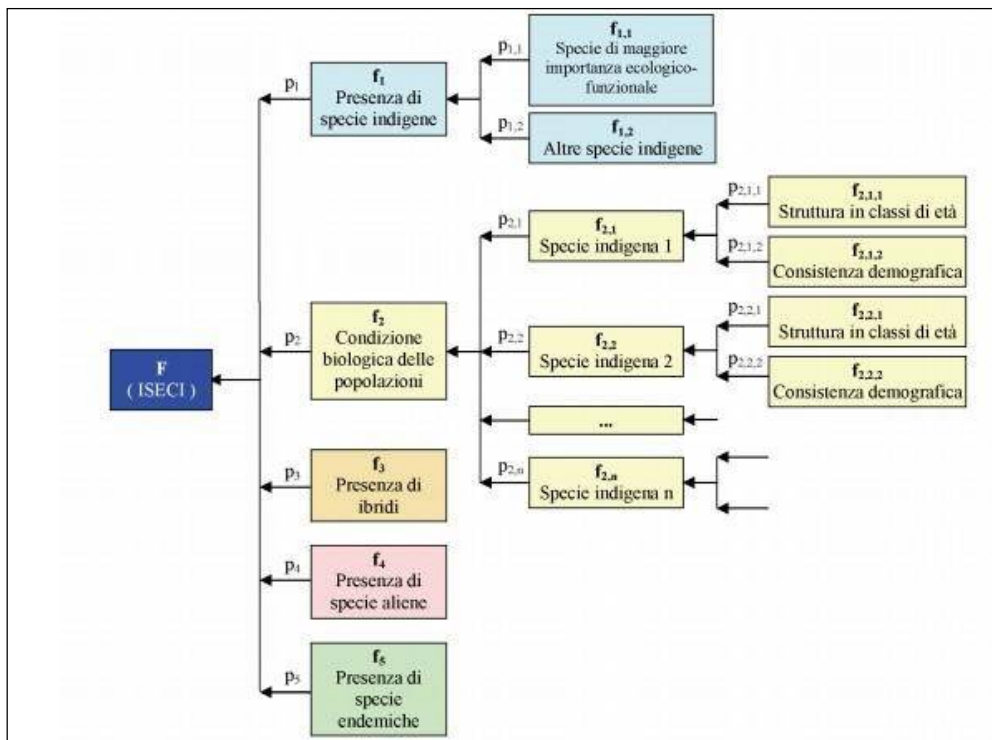 f1,1
Specie di maggiore
importanza ecologico-
funzionale
p1,1
f1
Presenza di
specie indigene
p1
p1,2
f1,2
Altre specie indigene
p2,1
f2,1
Specie indigena 1
p2,1,1
f2,1,1
Struttura in classi di età
p2,1,2
f2,1,2
Consistenza demografica
f2
Condizione
biologica delle
popolazioni
p2
p2,2
f2,2
Specie indigena 2
p2,2,1
f2,2,1
Struttura in classi di età
p2,2,2
f2,2,2
Consistenza demografica
F
( ISECI )
...
p2,n
f2,n
Specie indigena n
p3
f3
Presenza di
ibridi
p4
f4
Presenza di
specie aliene
p5
f5
Presenza di
specie
endemiche